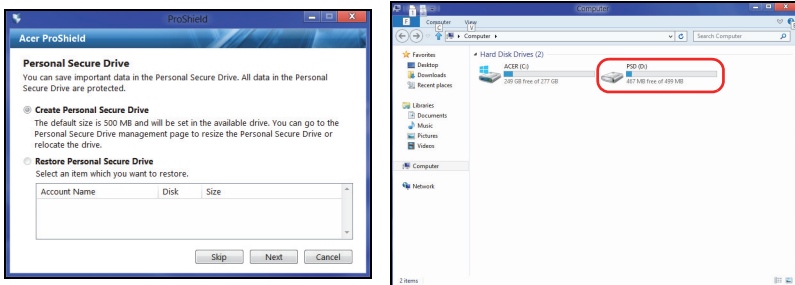 ProShield
Acer ProShield
Personal Secure Drive
You can save important data in the Personal Secure Drive. All data in the Personal
Secure Drive are protected.
Create Personal Secure Drive
The default size is 500 MB and will be set in the available drive. You can go to the
Personal Secure Drive management page to resize the Personal Secure Drive or
relocate the drive.
Restore Personal Secure Drive
Select an item which you want to restore.
Account Name Disk Size
Skip Next Cancel
Computer
F Computer View
C V
Computer Search Computer
Favorites
Desktop
Downloads
Recent places
Libraries
Documents
Music
Pictures
Videos
Computer
Network
Hard Disk Drives (2)
ACER (C:)
249 GB free of 277 GB
PSD (D:)
467 MB free of 499 MB
2 items